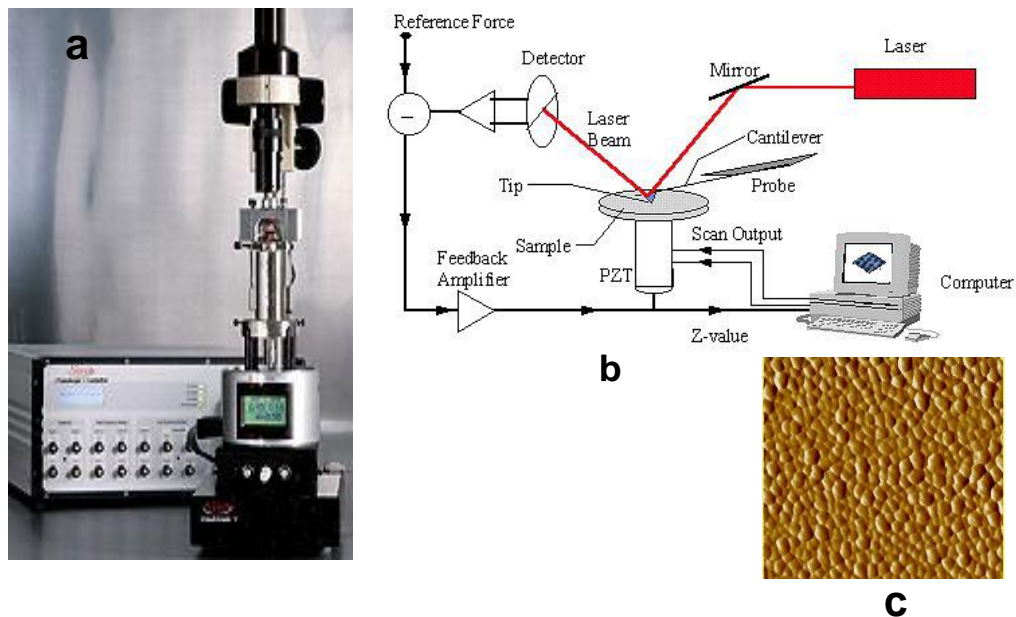 a
Reference Force
Detector
Laser
Mirror
Laser
Beam
Cantilever
Tip
Probe
Sample
Scan Output
PZT
Feedback
Amplifier
Computer
Z-value
b
c